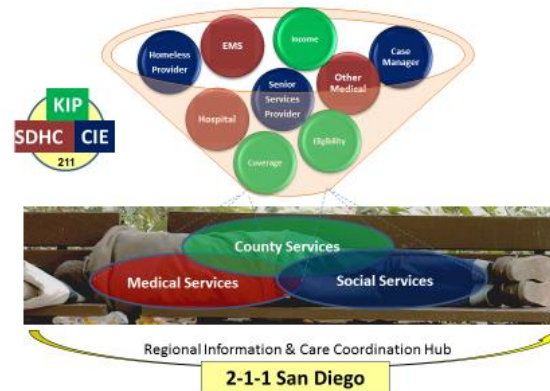 Homeless
Provider
EMS
Income
Case
Manager
Senior
Services
Provider
Other
Medical
Hospital
Coverage
Eligibility
KIP
SDHC CIE
211
County Services
Medical Services
Social Services
Regional Information & Care Coordination Hub
2-1-1 San Diego